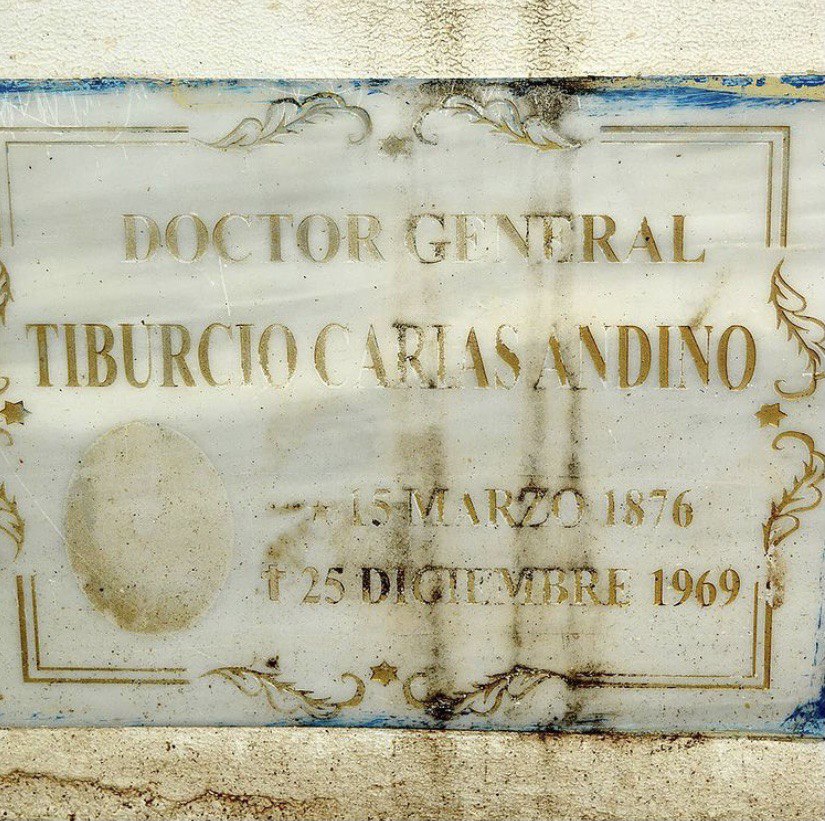 DOCTOR GENERAL
TIBURCIO CARIAS ANDINO
15 MARZO 1876
✝ 25 DICIEMBRE 1969